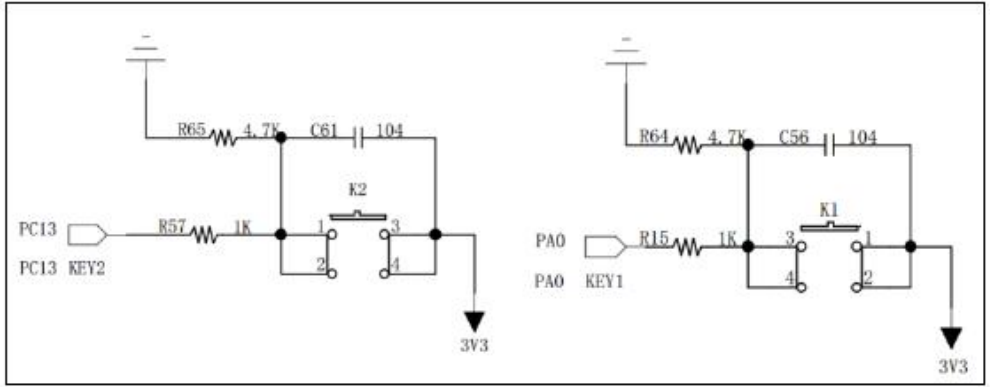 R65 4.7K C61 104
K2
PC13 R57 1K 1 3
PC13 KEY2 2 4
3V3
R64 4.7K C56 104
K1
PA0 R15 1K 3 1
PA0 KEY1 4 2
3V3